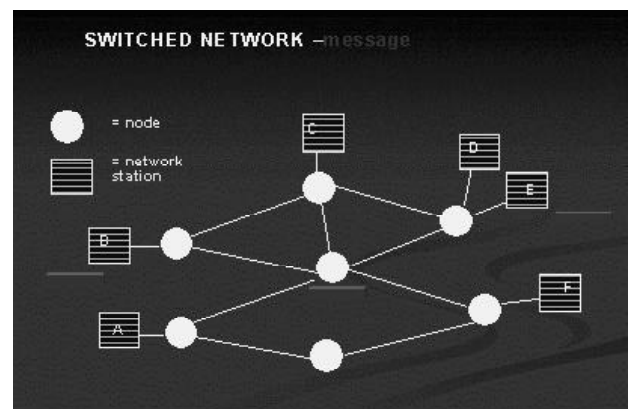 SWITCHED NETWORK –message
= node
= network
station
C
D
E
B
F
A